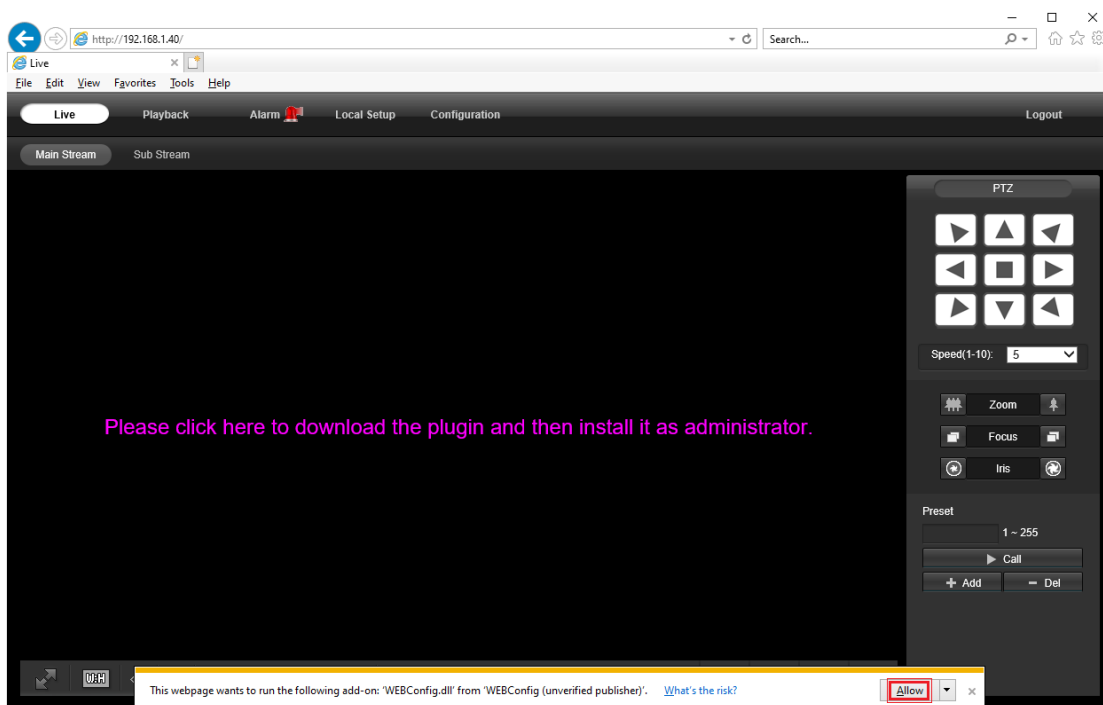 http://192.168.1.40/
Search...
Live
File Edit View Favorites Tools Help
Live Playback Alarm Local Setup Configuration Logout
Main Stream Sub Stream
PTZ
Speed(1-10): 5
Zoom
Please click here to download the plugin and then install it as administrator.
Focus
Iris
Preset
1 ~ 255
Call
Add Del
W:H
This webpage wants to run the following add-on: 'WEBConfig.dll' from 'WEBConfig (unverified publisher)'. What's the risk? Allow